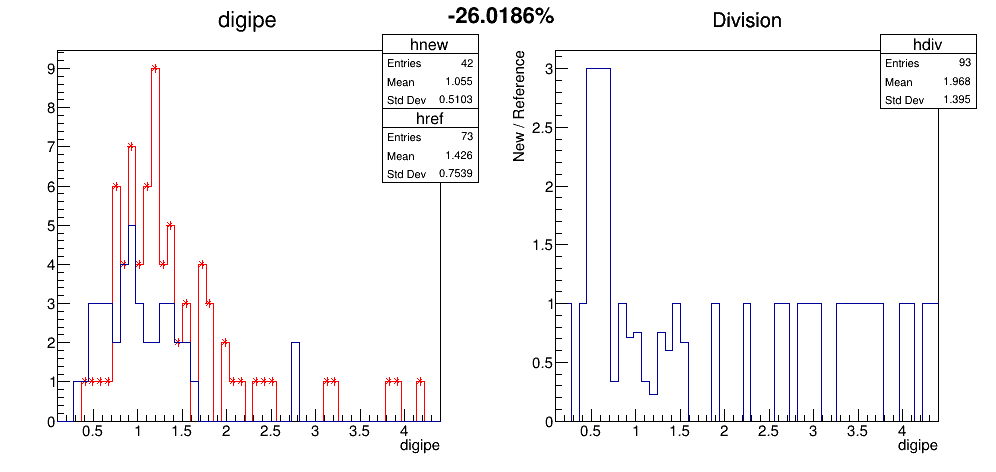 -26.0186%
digipe
hnew
Entries 42
Mean 1.055
Std Dev 0.5103
href
Entries 73
Mean 1.426
Std Dev 0.7539
9
8
7
6
5
4
3
2
1
0
0.5 1 1.5 2 2.5 3 3.5 4
digipe
Division
hdiv
Entries 93
Mean 1.968
Std Dev 1.395
New / Reference
3
2.5
2
1.5
1
0.5
0
0.5 1 1.5 2 2.5 3 3.5 4
digipe